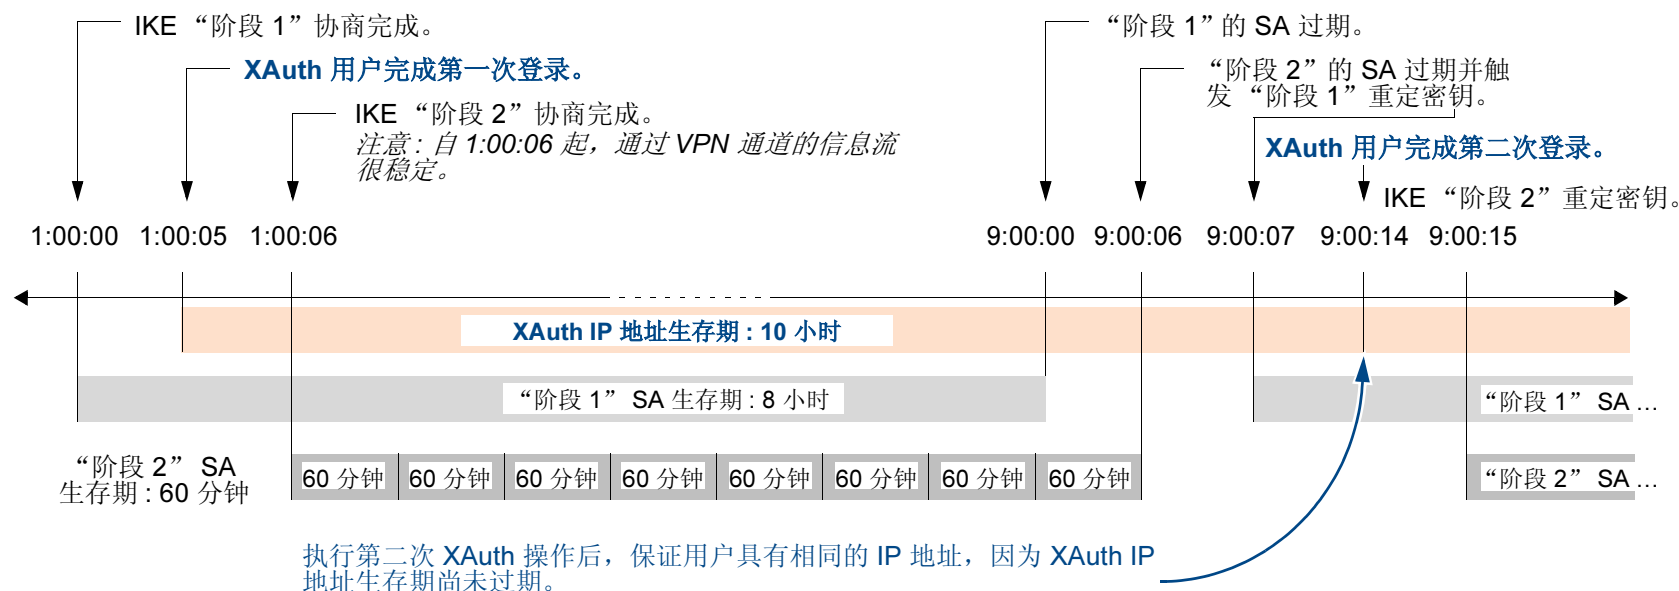 IKE “阶段 1”协商完成。
XAuth 用户完成第一次登录。
IKE “阶段 2”协商完成。
注意 : 自 1:00:06 起，通过 VPN 通道的信息流
很稳定。
“阶段 1”的 SA 过期。
“阶段 2”的 SA 过期并触
发 “阶段 1”重定密钥。
XAuth 用户完成第二次登录。
IKE “阶段 2”重定密钥。
1:00:00 1:00:05 1:00:06 9:00:00 9:00:06 9:00:07 9:00:14 9:00:15
XAuth IP 地址生存期 : 10 小时
“阶段 1” SA 生存期 : 8 小时
“阶段 1” SA …
“阶段 2” SA
生存期 : 60 分钟
60 分钟 60 分钟 60 分钟 60 分钟 60 分钟 60 分钟 60 分钟 60 分钟
“阶段 2” SA …
执行第二次 XAuth 操作后，保证用户具有相同的 IP 地址，因为 XAuth IP
地址生存期尚未过期。